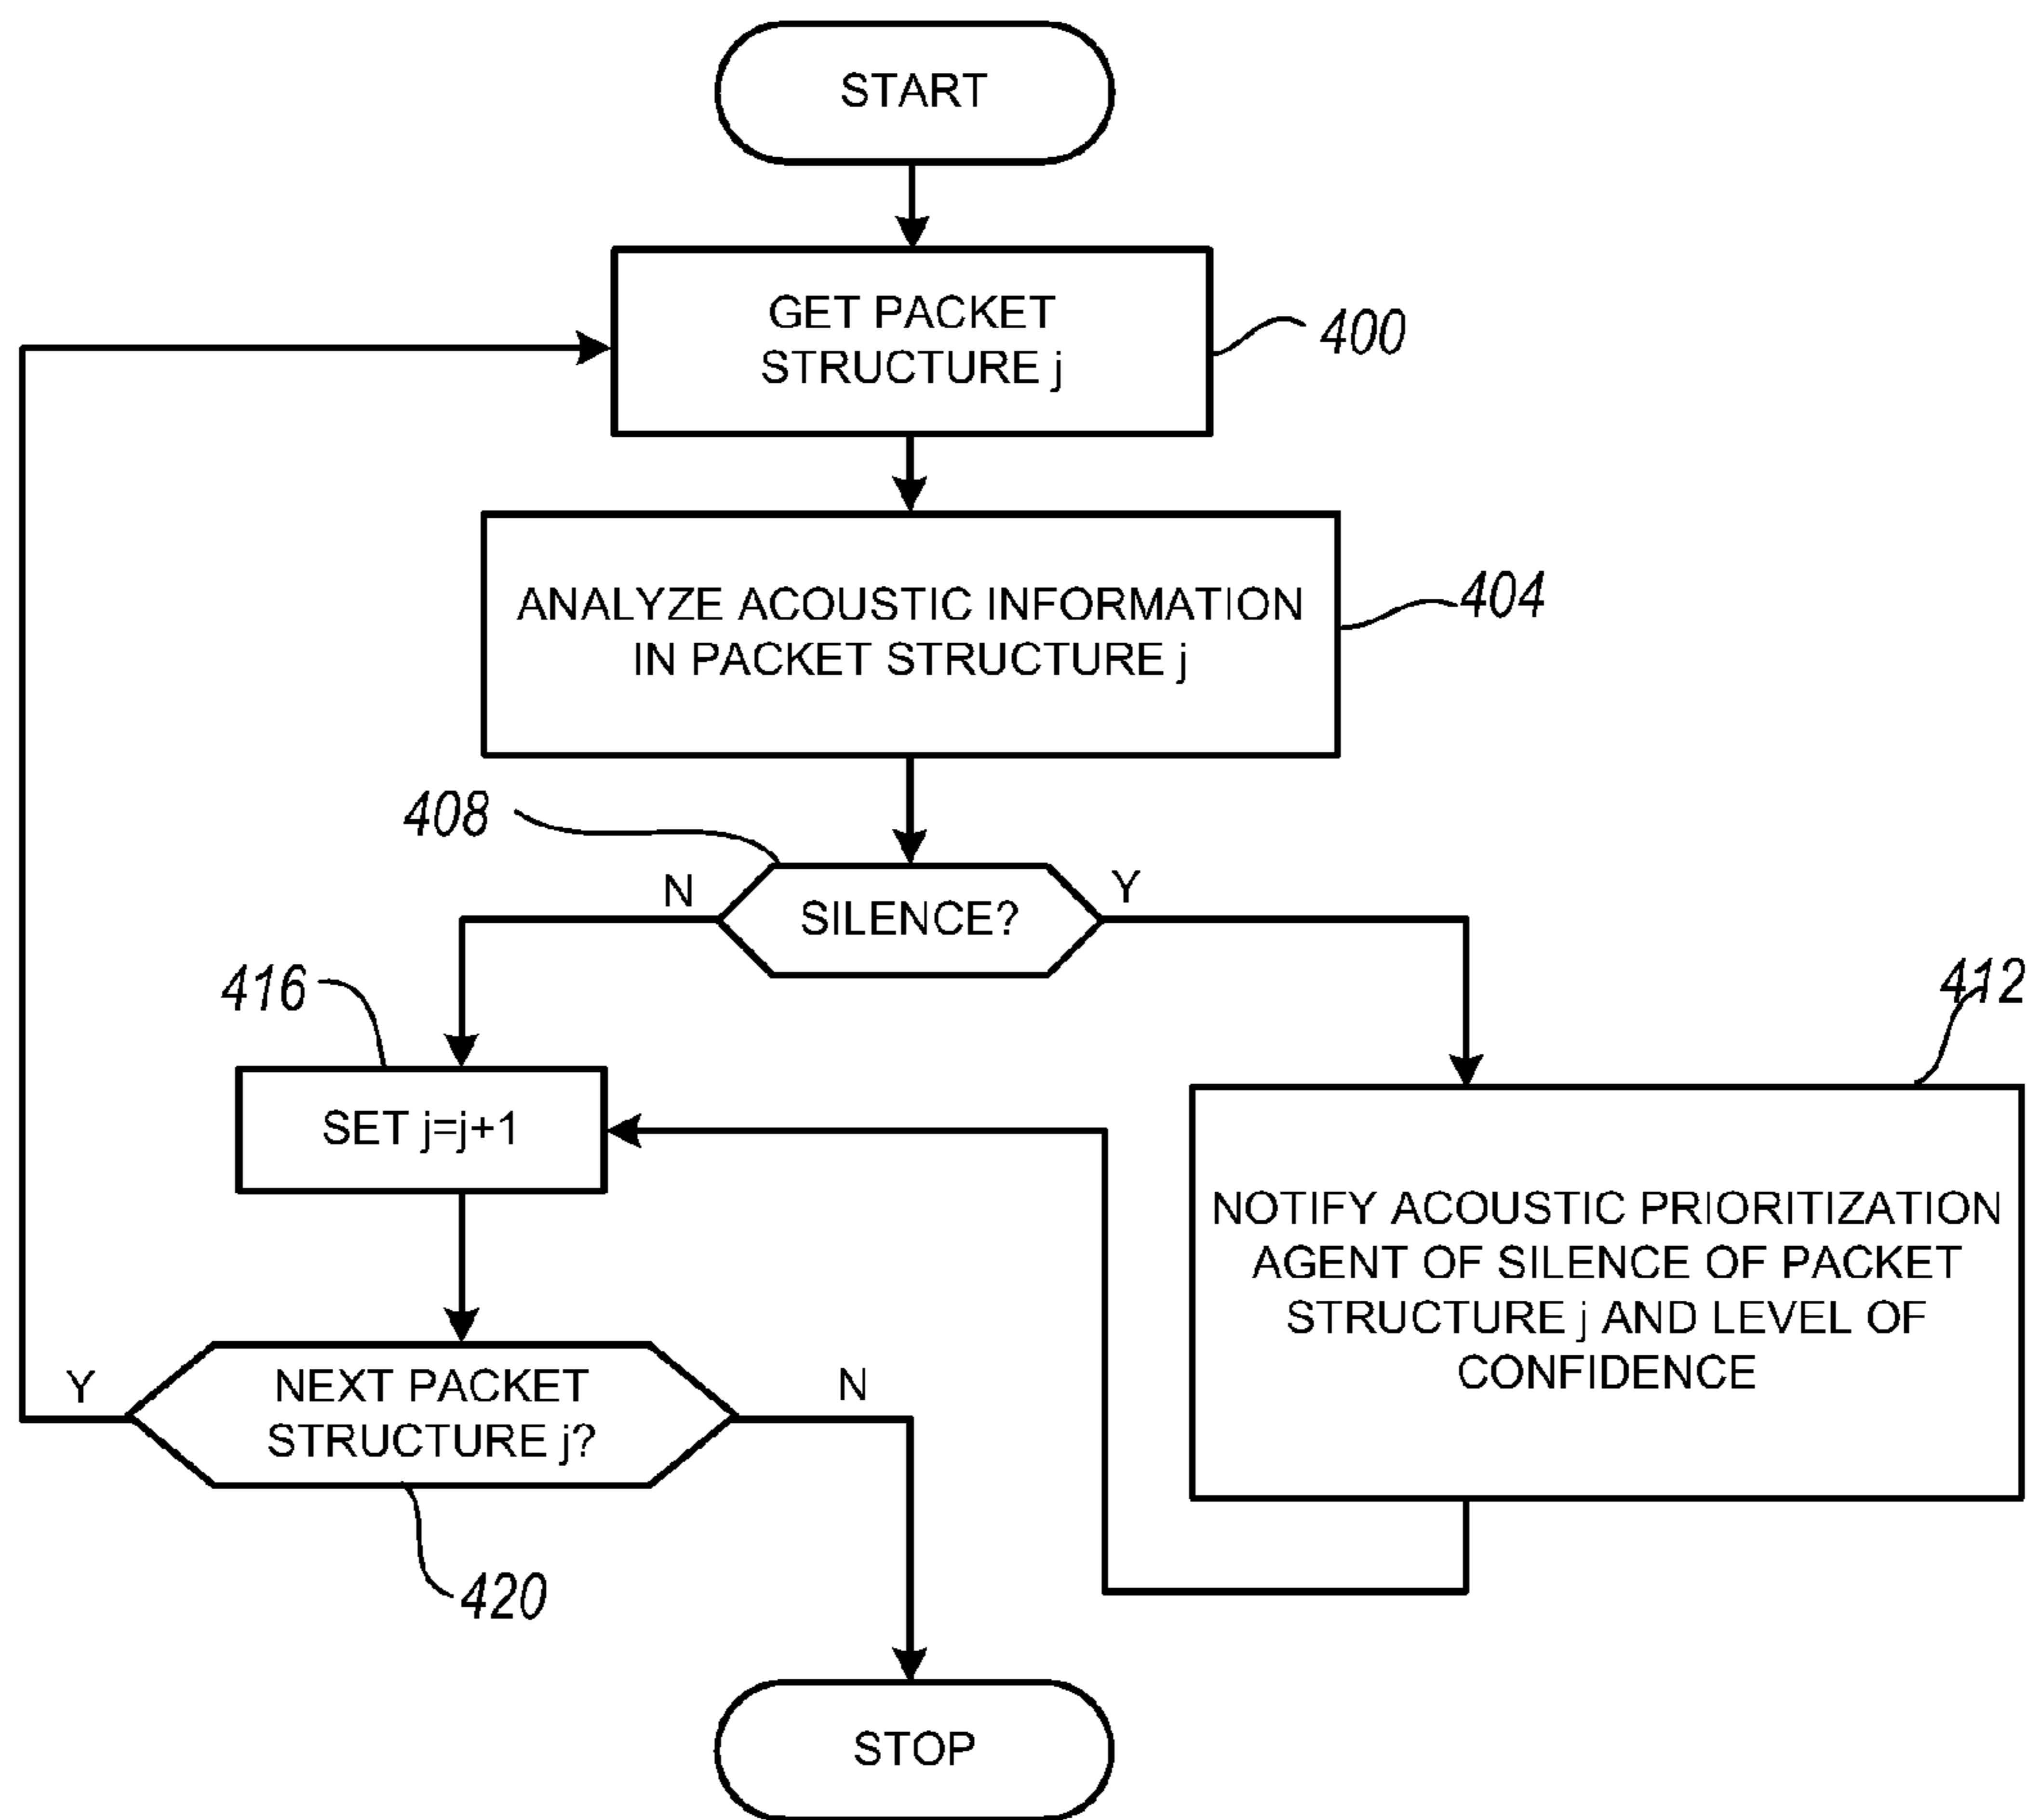 START
GET PACKET
STRUCTURE j
400
ANALYZE ACOUSTIC INFORMATION
IN PACKET STRUCTURE j
404
408
N
SILENCE?
Y
416
412
SET j=j+1
NOTIFY ACOUSTIC PRIORITIZATION
AGENT OF SILENCE OF PACKET
STRUCTURE j AND LEVEL OF
CONFIDENCE
Y
NEXT PACKET
STRUCTURE j?
N
420
STOP